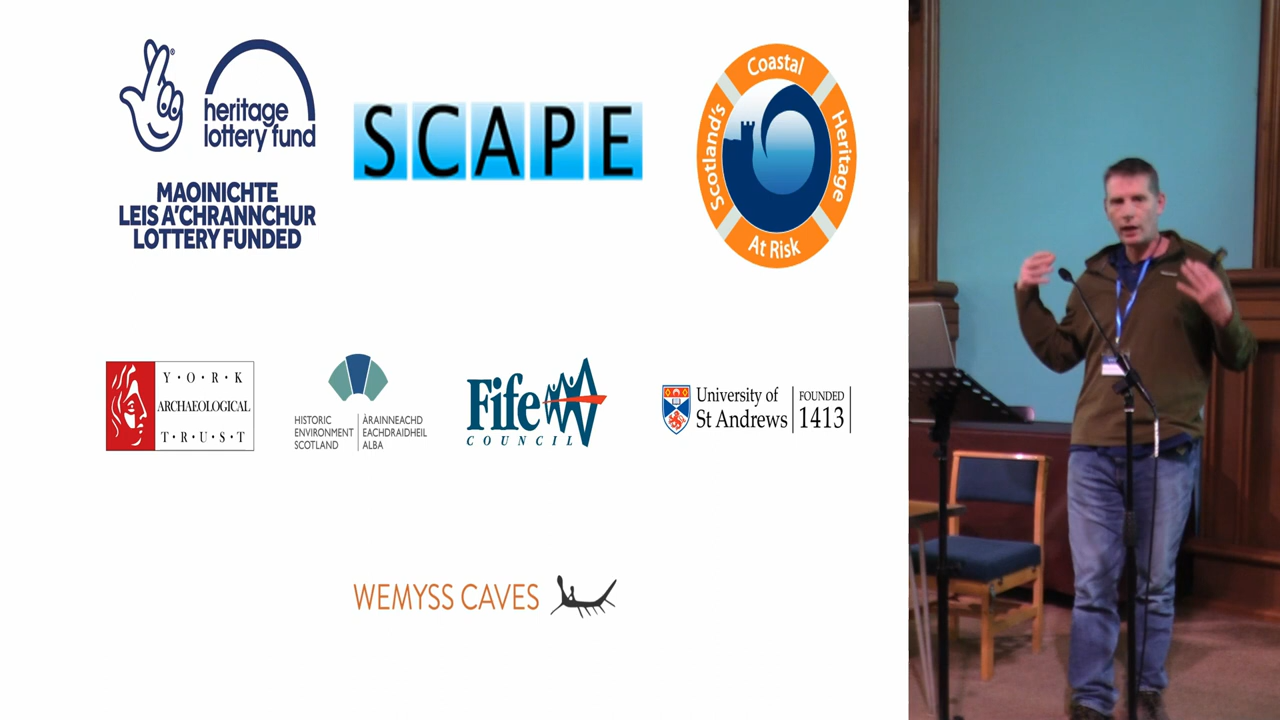 heritage
lottery fund
MAOINICHTE
LEIS A'CHRANNCHUR
LOTTERY FUNDED
SCAPE
Scotland's
Coastal
Heritage
At Risk
Y·O·R·K
ARCHAEOLOGICAL
T·R·U·S·T
HISTORIC
ENVIRONMENT
SCOTLAND
ÀRAINNEACHD
EACHDRAIDHEIL
ALBA
Fife
COUNCIL
University of
St Andrews
FOUNDED
1413
WEMYSS CAVES